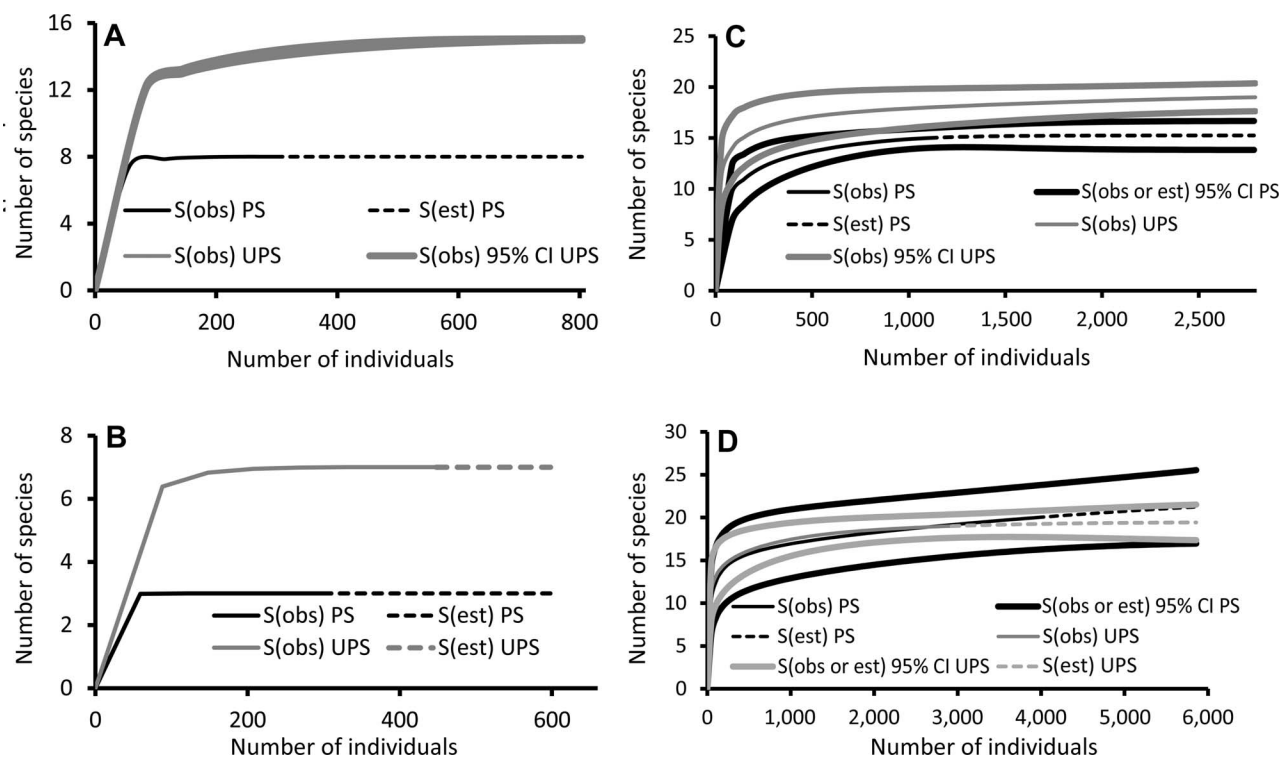 A
Number of species
16
12
8
4
0
S(obs) PS
S(est) PS
S(obs) UPS
S(obs) 95% CI UPS
0 200 400 600 800
Number of individuals
C
Number of species
25
20
15
10
5
0
S(obs) PS
S(obs or est) 95% CI PS
S(est) PS
S(obs) UPS
S(obs) 95% CI UPS
0 500 1,000 1,500 2,000 2,500
Number of individuals
B
Number of species
8
6
4
2
0
S(obs) PS
S(est) PS
S(obs) UPS
S(est) UPS
0 200 400 600
Number of individuals
D
Number of species
30
25
20
15
10
5
0
S(obs) PS
S(obs or est) 95% CI PS
S(est) PS
S(obs) UPS
S(obs or est) 95% CI UPS
S(est) UPS
0 1,000 2,000 3,000 4,000 5,000 6,000
Number of individuals